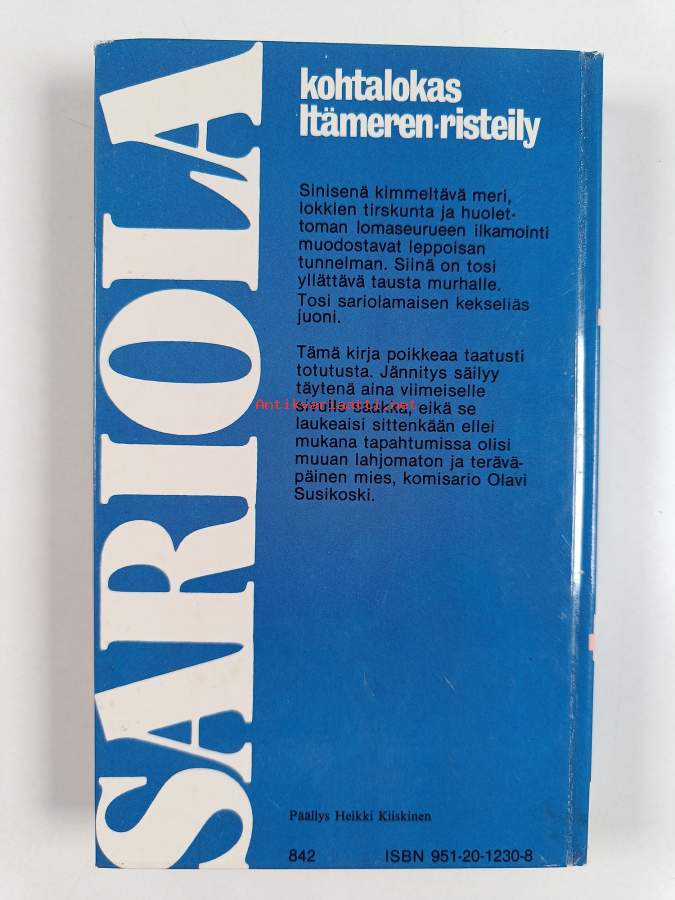 SARIOLA
kohtalokas
Itämeren-risteily
Sinisenä kimmeltävä meri,
lokkien tirskunta ja huolet-
toman lomaseurueen ilkamointi
muodostavat leppoisan
tunnelman. Siinä on tosi
yllättävä tausta murhalle.
Tosi sariolamaisen kekseliäs
juoni.
Tämä kirja poikkeaa taatusti
totutusta. Jännitys säilyy
täytenä aina viimeiselle
Antikvariaatti.net
saakka, eikä se
laukeaisi sittenkään ellei
mukana tapahtumissa olisi
muuan lahjomaton ja terävä-
päinen mies, komisario Olavi
Susikoski.
Päällys Heikki Kiiskinen
842 ISBN 951-20-1230-8